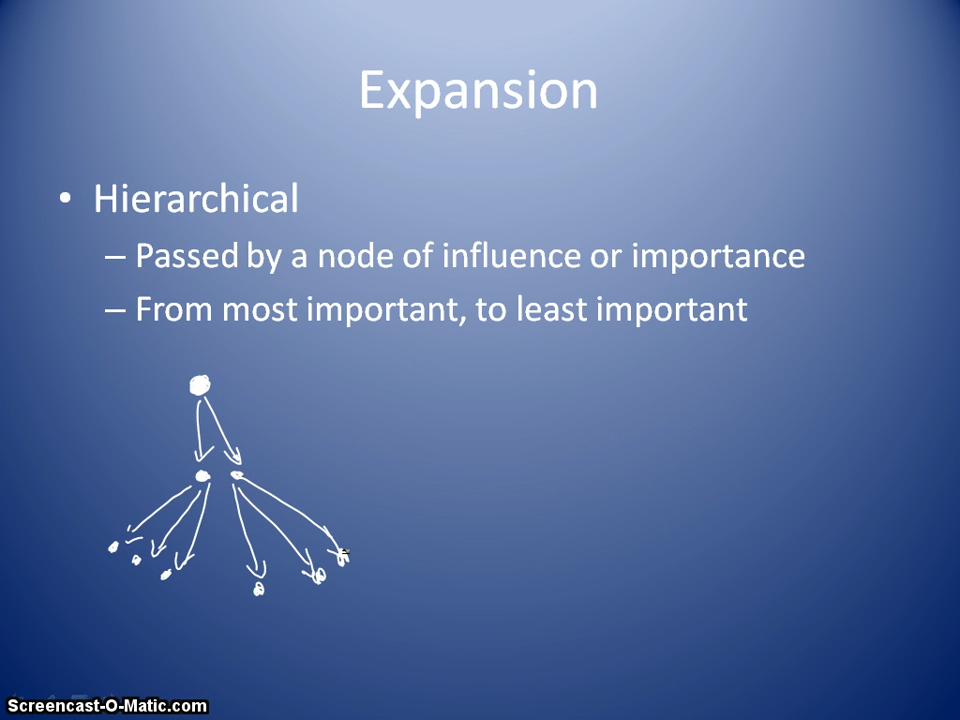 Expansion
• Hierarchical
– Passed by a node of influence or importance
– From most important, to least important
Screencast-O-Matic.com